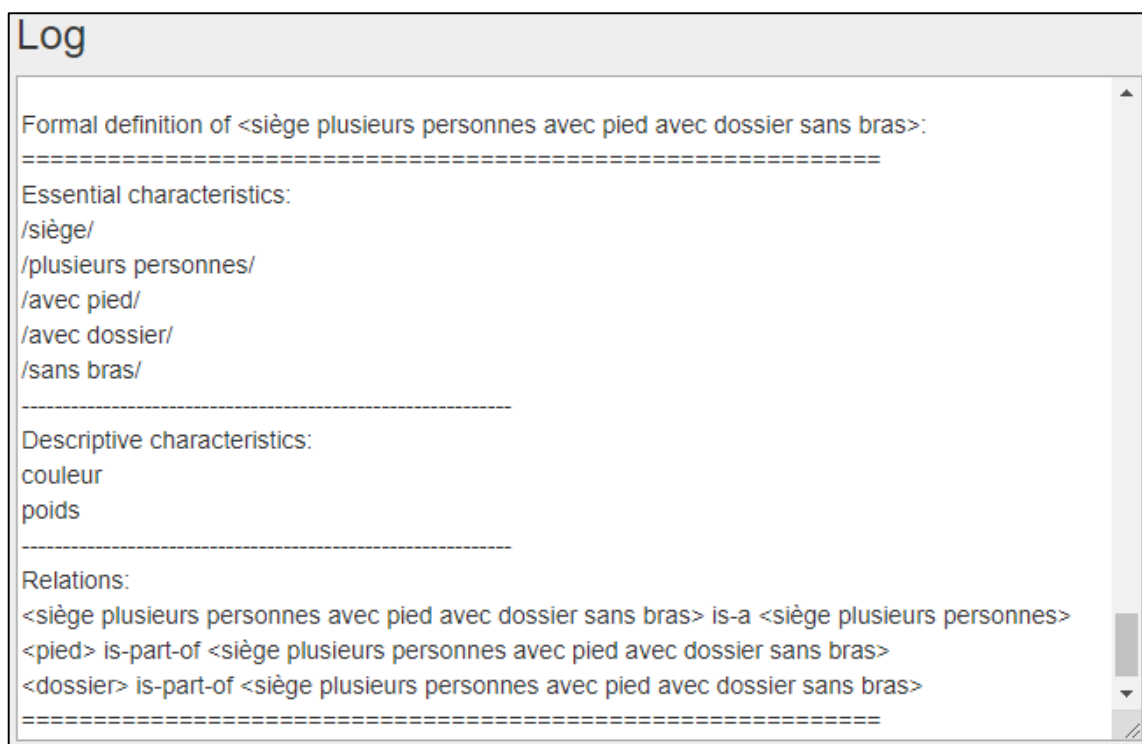 Log
Formal definition of <siège plusieurs personnes avec pied avec dossier sans bras>:
============================================================
Essential characteristics:
/siège/
/plusieurs personnes/
/avec pied/
/avec dossier/
/sans bras/
------------------------------------------------------------
Descriptive characteristics:
couleur
poids
------------------------------------------------------------
Relations:
<siège plusieurs personnes avec pied avec dossier sans bras> is-a <siège plusieurs personnes>
<pied> is-part-of <siège plusieurs personnes avec pied avec dossier sans bras>
<dossier> is-part-of <siège plusieurs personnes avec pied avec dossier sans bras>
============================================================